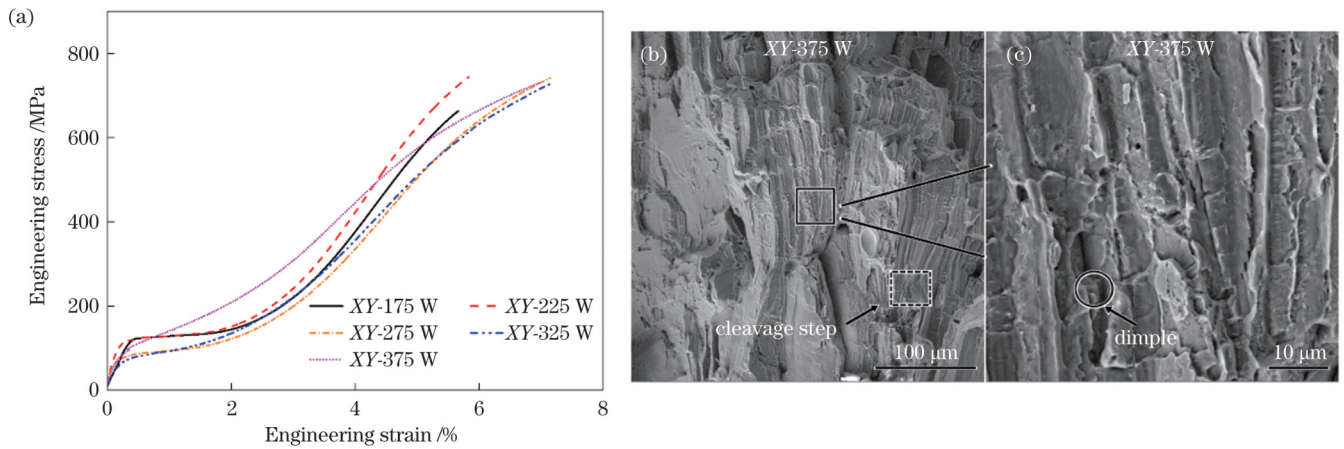 (a)
800
600
400
200
0
Engineering stress /MPa
XY-175 W
XY-225 W
XY-275 W
XY-325 W
XY-375 W
0 2 4 6 8
Engineering strain /%
(b)
XY-375 W
cleavage step
100 μm
(c)
XY-375 W
dimple
10 μm